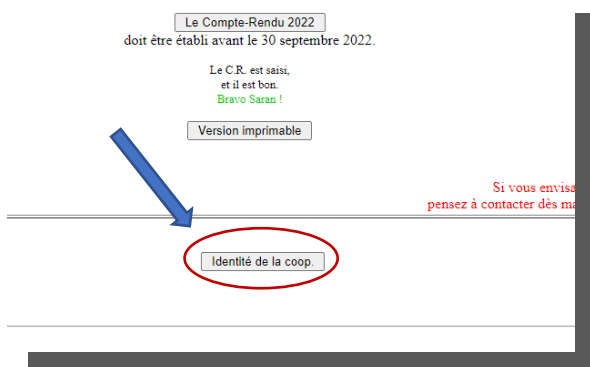 Le Compte-Rendu 2022
doit être établi avant le 30 septembre 2022.
Le C.R. est saisi,
et il est bon.
Bravo Saran !
Version imprimable
Si vous envisa
pensez à contacter dès ma
Identité de la coop.